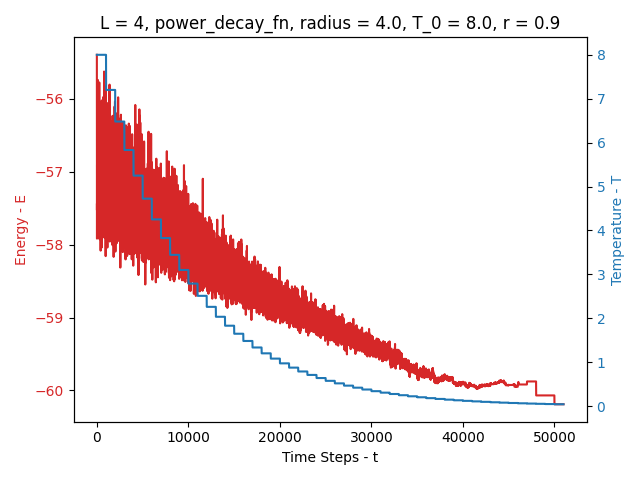 L = 4, power_decay_fn, radius = 4.0, T_0 = 8.0, r = 0.9
Energy - E
−56
−57
−58
−59
−60
8
7
6
5
4
3
2
1
0
Temperature - T
0 10000 20000 30000 40000 50000
Time Steps - t